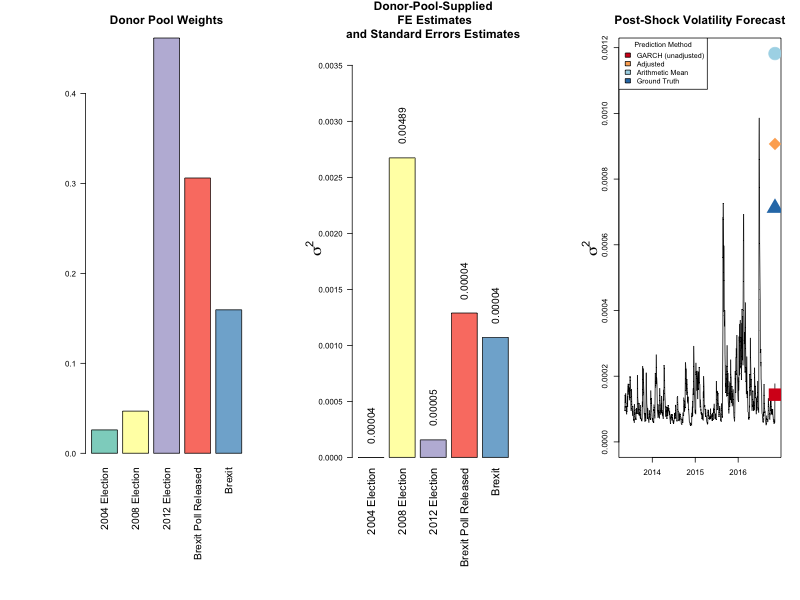 Donor Pool Weights
0.4
0.3
0.2
0.1
0.0
2004 Election
2008 Election
2012 Election
Brexit Poll Released
Brexit
Donor-Pool-Supplied
FE Estimates
and Standard Errors Estimates
σ²
0.0035
0.0030
0.0025
0.0020
0.0015
0.0010
0.0005
0.0000
0.00004
0.00489
0.00005
0.00004
0.00004
2004 Election
2008 Election
2012 Election
Brexit Poll Released
Brexit
Post-Shock Volatility Forecast
σ²
0.0012
0.0010
0.0008
0.0006
0.0004
0.0002
0.0000
Prediction Method
GARCH (unadjusted)
Adjusted
Arithmetic Mean
Ground Truth
2014
2015
2016